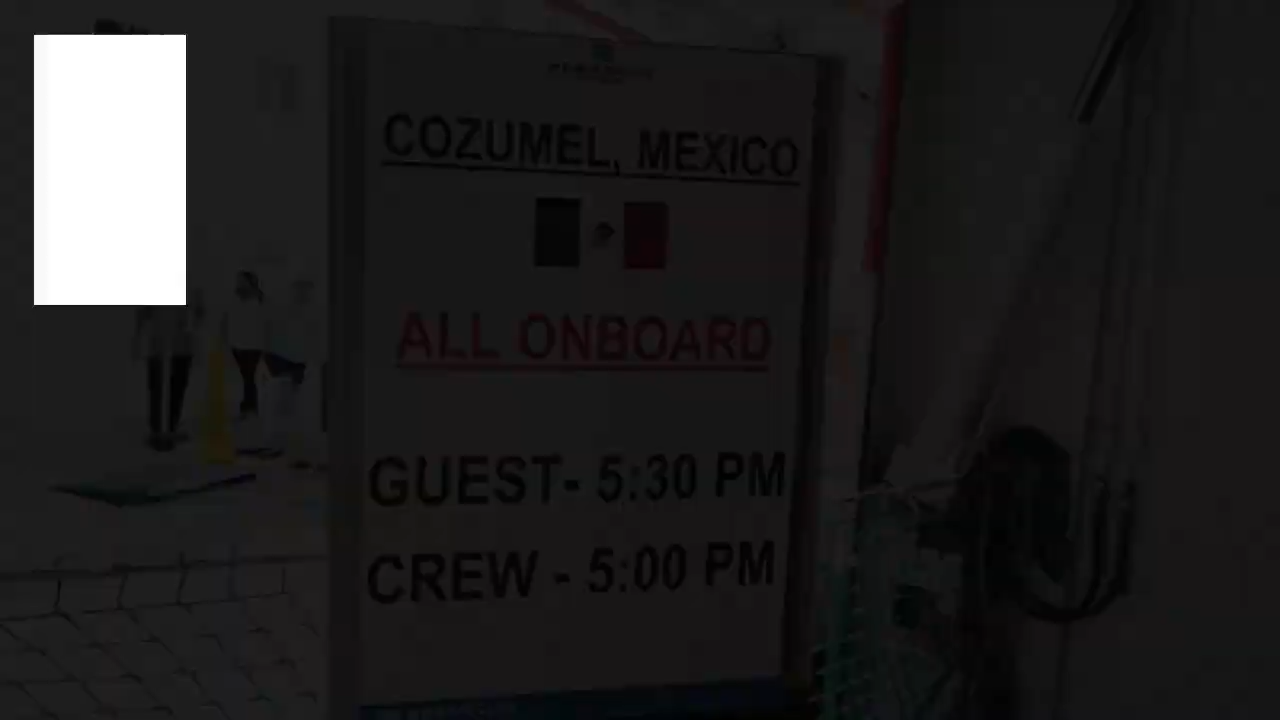 COZUMEL, MEXICO
ALL ONBOARD
GUEST- 5:30 PM
CREW - 5:00 PM